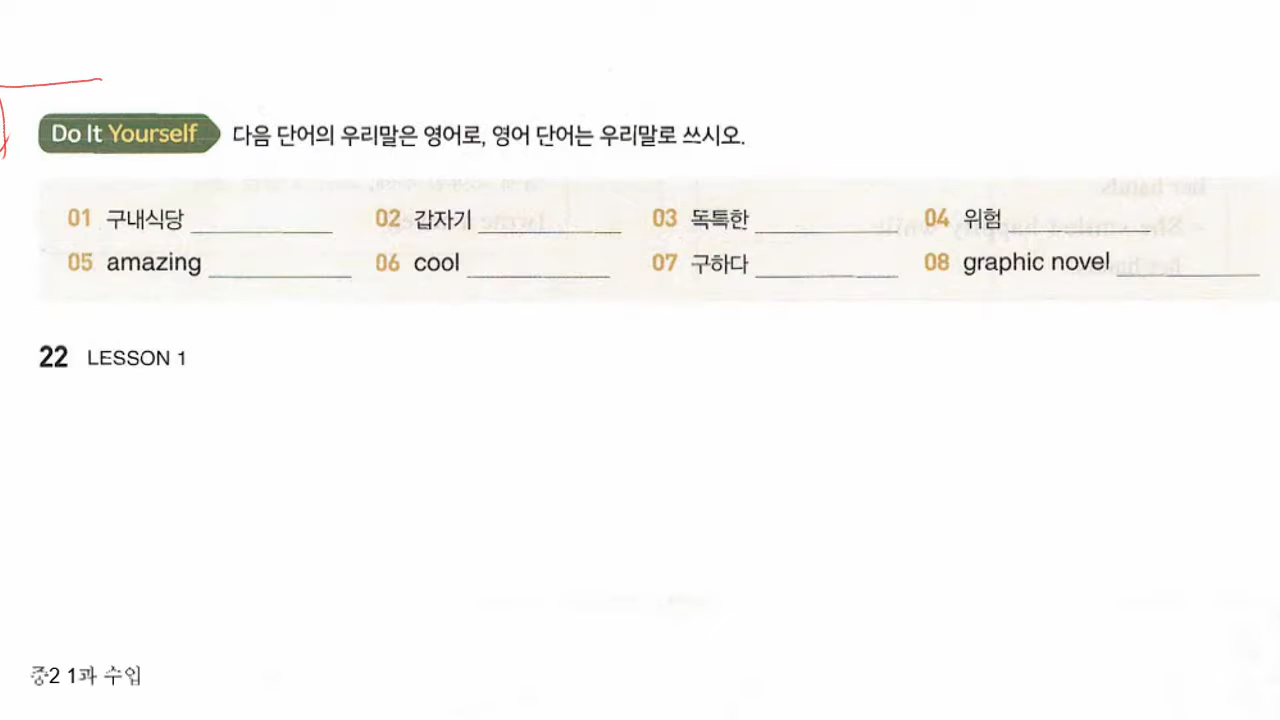 Do It Yourself 다음 단어의 우리말은 영어로, 영어 단어는 우리말로 쓰시오.
01 구내식당 02 갑자기 03 독특한 04 위험
05 amazing 06 cool 07 구하다 08 graphic novel
22 LESSON 1
중2 1과 수입